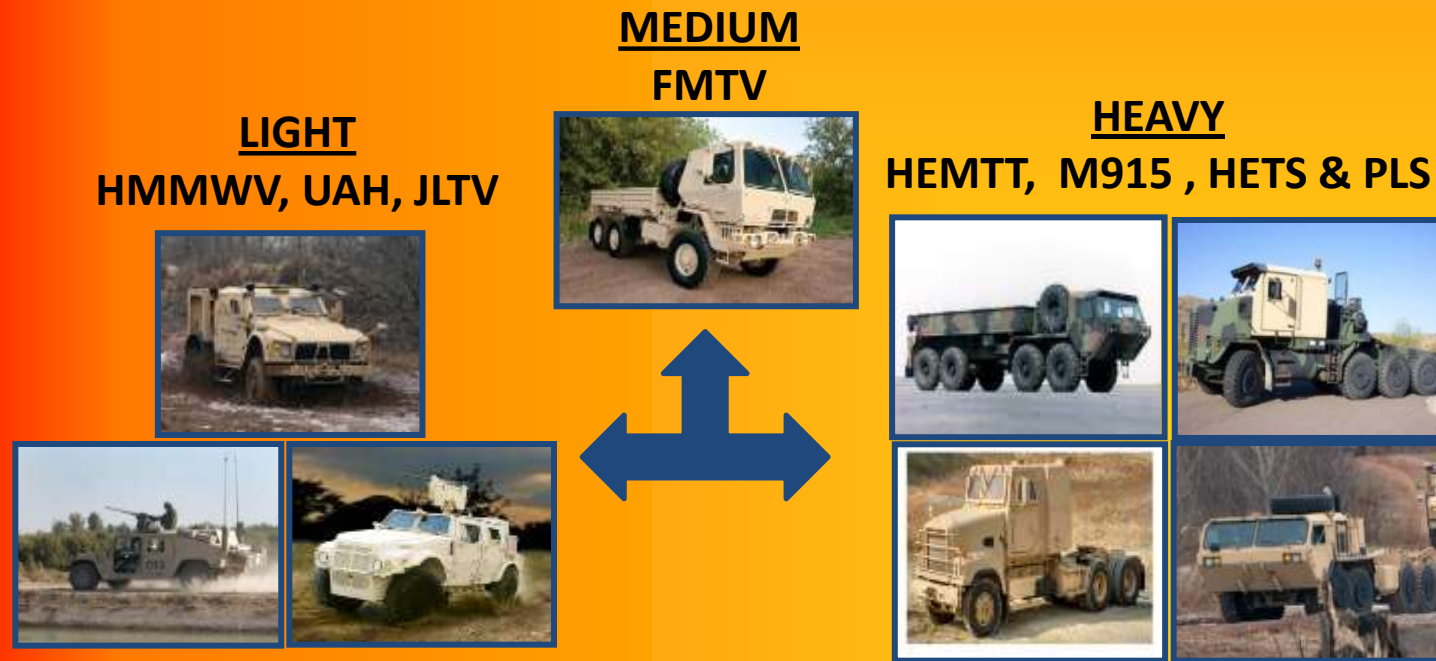 MEDIUM
FMTV
LIGHT
HMMWV, UAH, JLTV
HEAVY
HEMTT, M915 , HETS & PLS